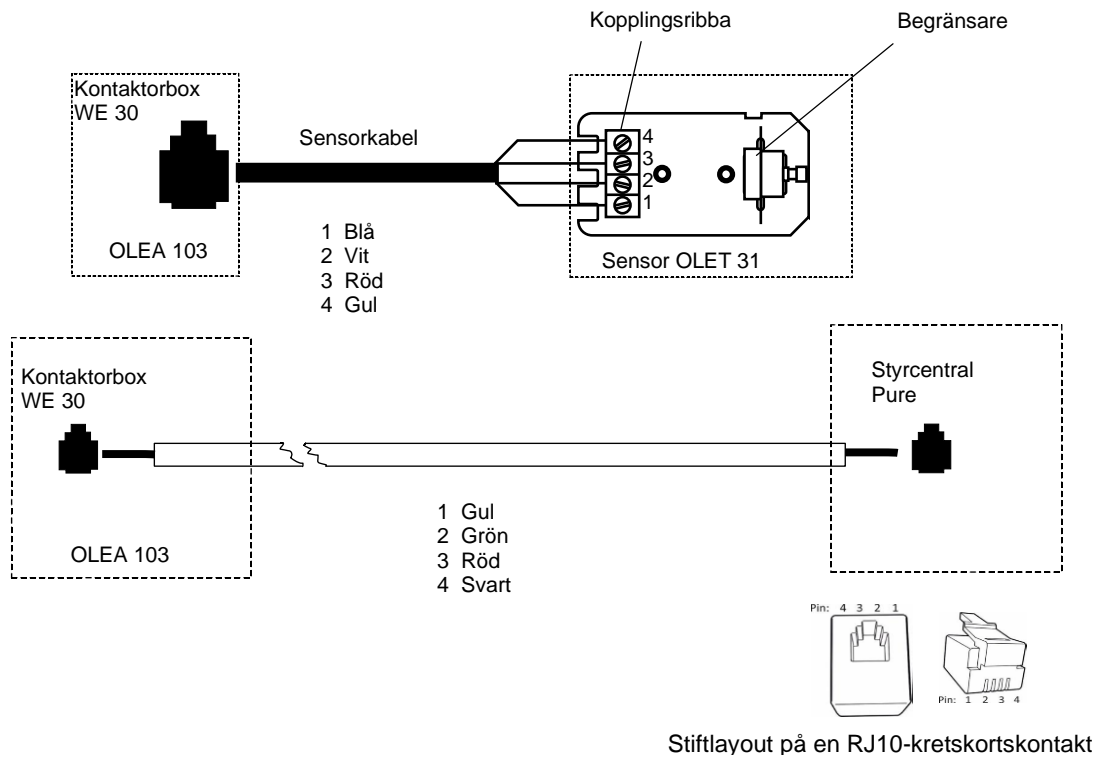 Kopplingsribba
Begränsare
Kontaktorbox
WE 30
Sensorkabel
4
3
2
1
OLEA 103
1 Blå
2 Vit
3 Röd
4 Gul
Sensor OLET 31
Kontaktorbox
WE 30
Styrcentral
Pure
1 Gul
2 Grön
3 Röd
4 Svart
OLEA 103
Pin: 4 3 2 1
Pin: 1 2 3 4
Stiftlayout på en RJ10-kretskortskontakt